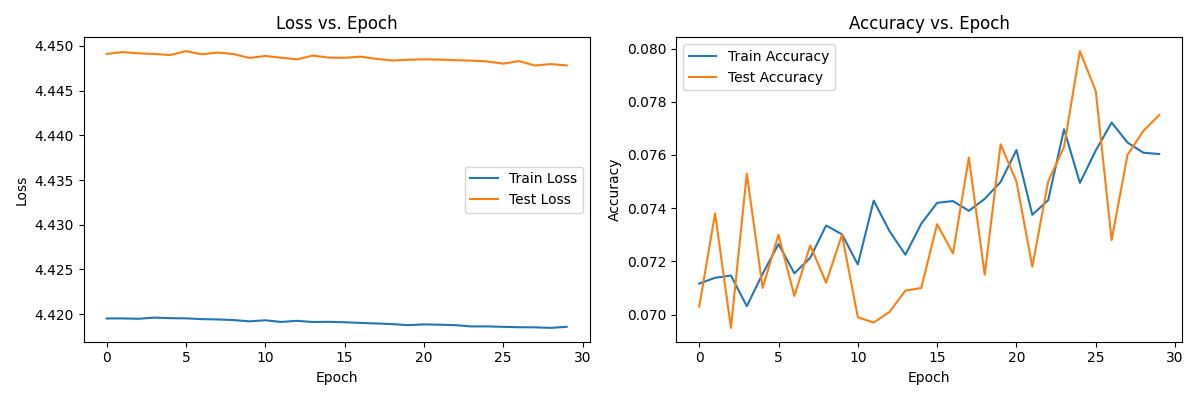 Loss vs. Epoch
4.450
4.445
4.440
4.435
4.430
4.425
4.420
Loss
Train Loss
Test Loss
0
5
10
15
20
25
30
Epoch
Accuracy vs. Epoch
0.080
0.078
0.076
0.074
0.072
0.070
Accuracy
Train Accuracy
Test Accuracy
0
5
10
15
20
25
30
Epoch